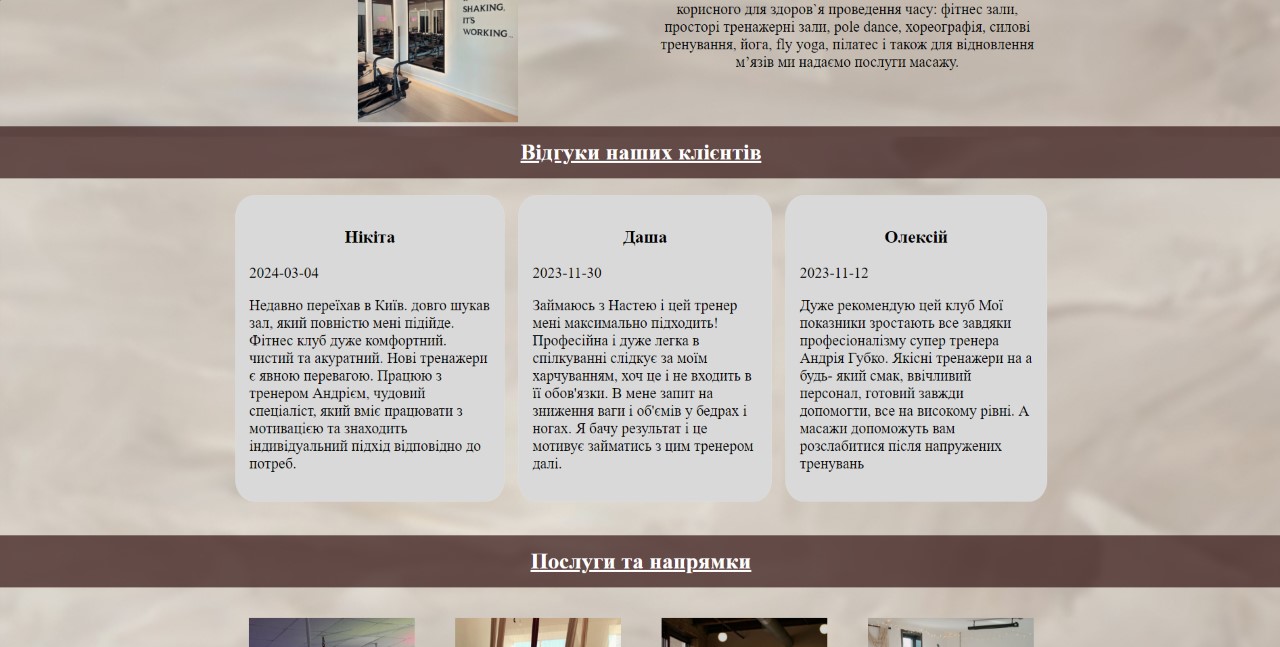 SHAKING.
IT'S
WORKING...
корисного для здоров’я проведення часу: фітнес зали,
просторі тренажерні зали, pole dance, хореографія, силові
тренування, йога, fly yoga, пілатес і також для відновлення
м’язів ми надаємо послуги масажу.
Відгуки наших клієнтів
Нікіта
2024-03-04
Недавно переїхав в Київ. довго шукав
зал, який повністю мені підійде.
Фітнес клуб дуже комфортний.
чистий та акуратний. Нові тренажери
є явною перевагою. Працюю з
тренером Андрієм, чудовий
спеціаліст, який вміє працювати з
мотивацією та знаходить
індивідуальний підхід відповідно до
потреб.
Даша
2023-11-30
Займаюсь з Настею і цей тренер
мені максимально підходить!
Професійна і дуже легка в
спілкуванні слідкує за моїм
харчуванням, хоч це і не входить в
її обов'язки. В мене запит на
зниження ваги і об'ємів у бедрах і
ногах. Я бачу результат і це
мотивує займатись з цим тренером
далі.
Олексій
2023-11-12
Дуже рекомендую цей клуб Мої
показники зростають все завдяки
професіоналізму супер тренера
Андрія Губко. Якісні тренажери на а
будь- який смак, ввічливий
персонал, готовий завжди
допомогти, все на високому рівні. А
масажи допоможуть вам
розслабитися після напружених
тренувань
Послуги та напрямки